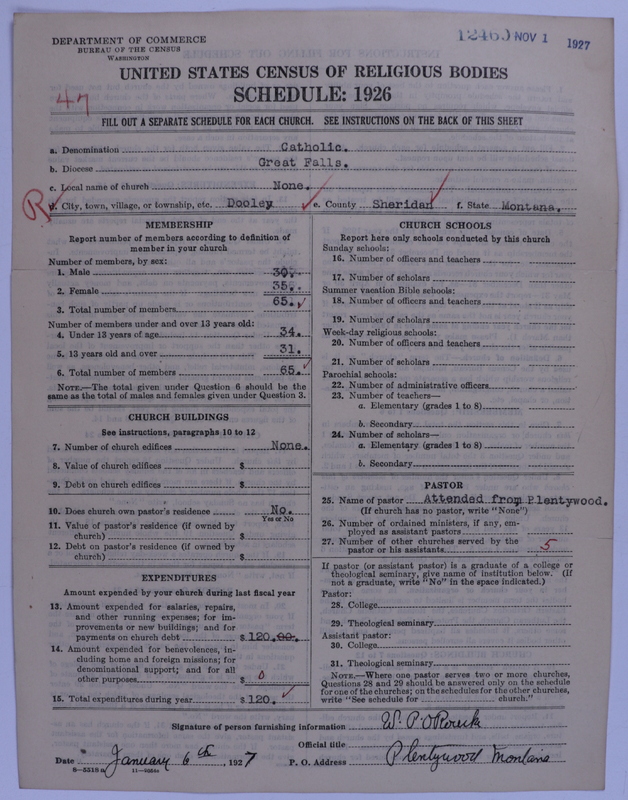 DEPARTMENT OF COMMERCE
BUREAU OF THE CENSUS
WASHINGTON
12460 NOV 1 1927
UNITED STATES CENSUS OF RELIGIOUS BODIES
SCHEDULE: 1926
47
FILL OUT A SEPARATE SCHEDULE FOR EACH CHURCH. SEE INSTRUCTIONS ON THE BACK OF THIS SHEET
a. Denomination Catholic.
b. Diocese Great Falls.
c. Local name of church None.
R
d. City, town, village, or township, etc. Dooley e. County Sheridan f. State Montana.
MEMBERSHIP
Report number of members according to definition of
member in your church
Number of members, by sex:
1. Male 30.
2. Female 35.
3. Total number of members 65.
Number of members under and over 13 years old:
4. Under 13 years of age 34.
5. 13 years old and over 31.
6. Total number of members 65.
NOTE.—The total given under Question 6 should be
same as the total of males and females given under Question 3.
CHURCH BUILDINGS
See instructions, paragraphs 10 to 12
7. Number of church edifices None.
8. Value of church edifices $
9. Debt on church edifices $
10. Does church own pastor's residence No.
Yes or No
11. Value of pastor's residence (if owned by
church) $
12. Debt on pastor's residence (if owned by
church) $
EXPENDITURES
Amount expended by your church during last fiscal year
13. Amount expended for salaries, repairs,
and other running expenses; for im-
provements or new buildings; and for
payments on church debt $ 120.00.
14. Amount expended for benevolences, in-
cluding home and foreign missions; for
denominational support; and for all
other purposes $ 0
15. Total expenditures during year $ 120.
CHURCH SCHOOLS
Report here only schools conducted by this church
Sunday schools:
16. Number of officers and teachers
17. Number of scholars
Summer vacation Bible schools:
18. Number of officers and teachers
19. Number of scholars
Week-day religious schools:
20. Number of officers and teachers
21. Number of scholars
Parochial schools:
22. Number of administrative officers
23. Number of teachers—
a. Elementary (grades 1 to 8)
b. Secondary
24. Number of scholars—
a. Elementary (grades 1 to 8)
b. Secondary
PASTOR
25. Name of pastor Attended from Plentywood.
(If church has no pastor, write "None")
26. Number of ordained ministers, if any, em-
ployed as assistant pastors
27. Number of other churches served by the
pastor or his assistants 5
If pastor (or assistant pastor) is a graduate of a college or
theological seminary, give name of institution below. (If
not a graduate, write "No" in the space indicated.)
Pastor:
28. College
29. Theological seminary
Assistant pastor:
30. College
31. Theological seminary
NOTE.—Where one pastor serves two or more churches,
Questions 28 and 29 should be answered only on the schedule
for one of the churches; on the schedules for the other churches,
write "See schedule for church."
Signature of person furnishing information W. P. O'Rourke
Official title
Date January 6th, 1927 P. O. Address Plentywood Montana
8—5518 a